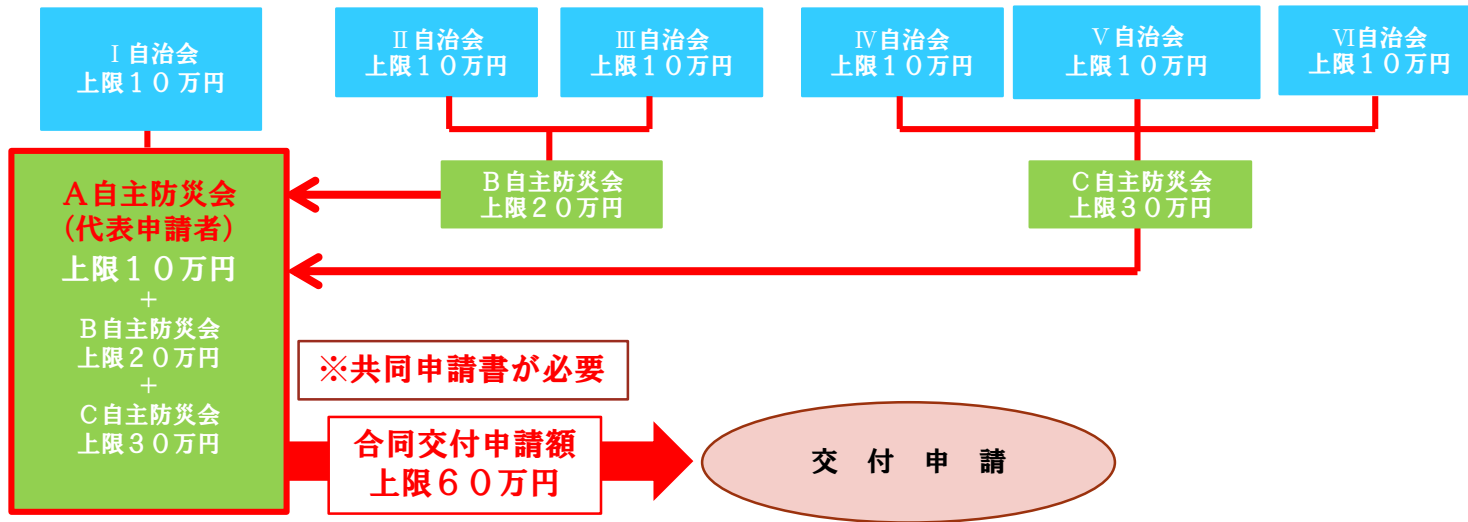 Ⅰ自治会
上限１０万円
Ⅱ自治会
上限１０万円
Ⅲ自治会
上限１０万円
Ⅳ自治会
上限１０万円
Ⅴ自治会
上限１０万円
Ⅵ自治会
上限１０万円
Ａ自主防災会
（代表申請者）
上限１０万円
＋
Ｂ自主防災会
上限２０万円
＋
Ｃ自主防災会
上限３０万円
Ｂ自主防災会
上限２０万円
Ｃ自主防災会
上限３０万円
※共同申請書が必要
合同交付申請額
上限６０万円
交　付　申　請